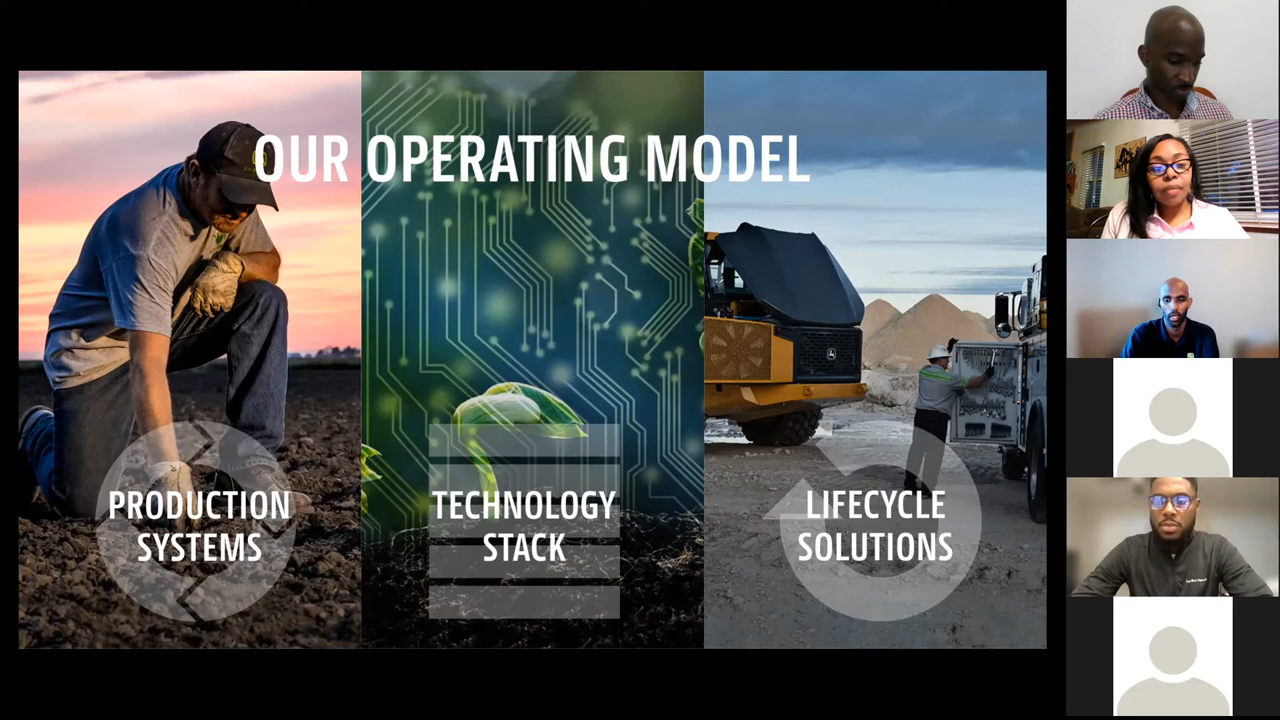 OUR OPERATING MODEL
PRODUCTION
SYSTEMS
TECHNOLOGY
STACK
LIFECYCLE
SOLUTIONS